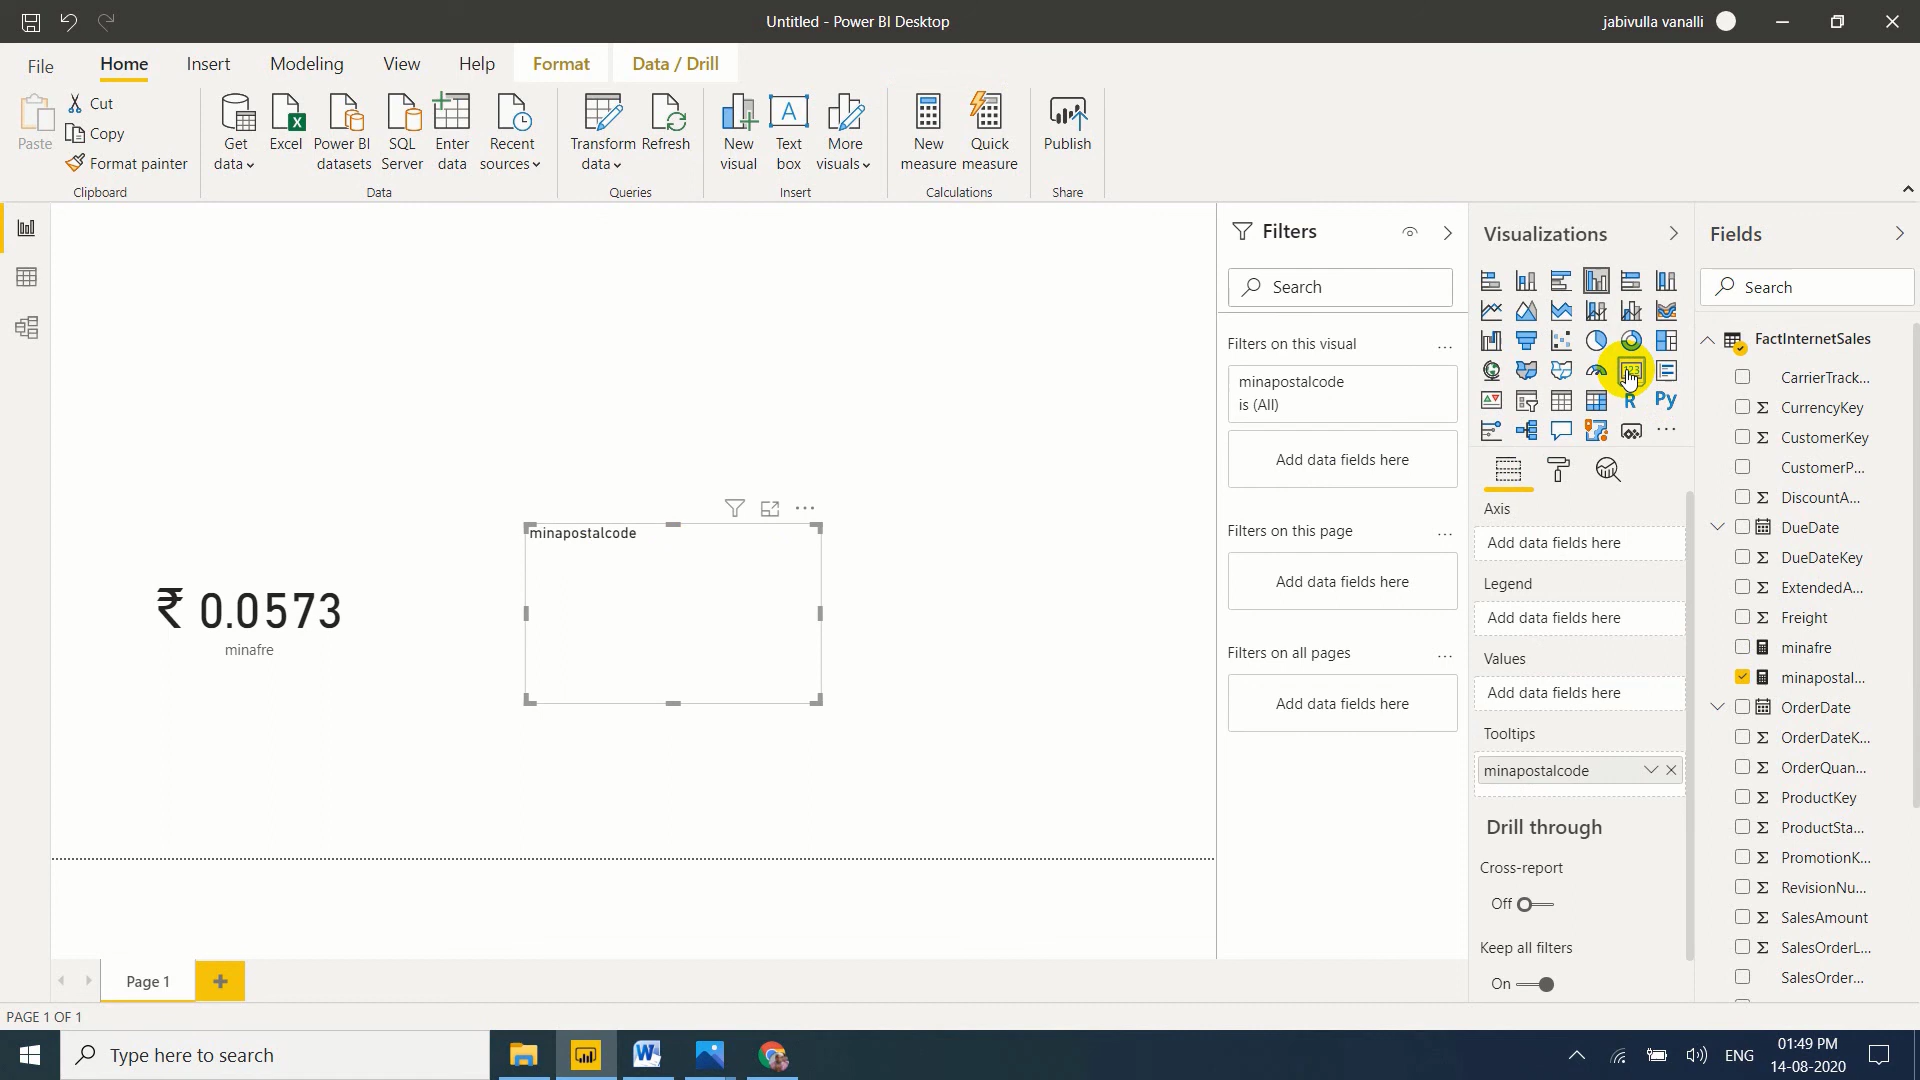 Untitled - Power BI Desktop
jabivulla vanalli
File
Home
Insert
Modeling
View
Help
Format
Data / Drill
Paste
Cut
Copy
Format painter
Clipboard
Get data
Excel
Power BI datasets
SQL Server
Enter data
Recent sources
Data
Transform data
Refresh
Queries
New visual
Text box
More visuals
Insert
New measure
Quick measure
Calculations
Publish
Share
₹ 0.0573
minafre
minapostalcode
Filters
Search
Filters on this visual
minapostalcode
is (All)
Add data fields here
Filters on this page
Add data fields here
Filters on all pages
Add data fields here
Visualizations
123
R
Py
Axis
Add data fields here
Legend
Add data fields here
Values
Add data fields here
Tooltips
minapostalcode
Drill through
Cross-report
Off
Keep all filters
On
Fields
Search
FactInternetSales
CarrierTrack...
CurrencyKey
CustomerKey
CustomerP...
DiscountA...
DueDate
DueDateKey
ExtendedA...
Freight
minafre
minapostal...
OrderDate
OrderDateK...
OrderQuan...
ProductKey
ProductSta...
PromotionK...
RevisionNu...
SalesAmount
SalesOrderL...
SalesOrder...
Page 1
PAGE 1 OF 1
Type here to search
ENG
01:49 PM
14-08-2020